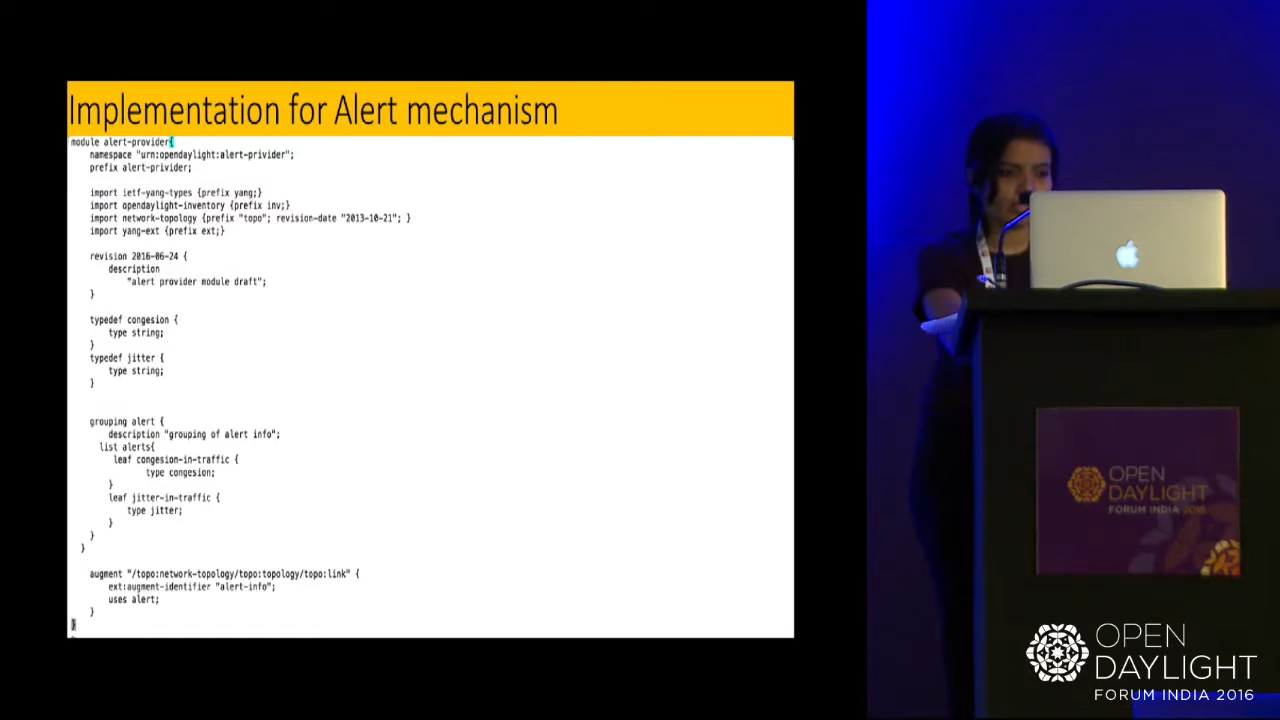 Implementation for Alert mechanism
module alert-provider{
namespace "urn:opendaylight:alert-privider";
prefix alert-privider;
import ietf-yang-types {prefix yang;}
import opendaylight-inventory {prefix inv;}
import network-topology {prefix "topo"; revision-date "2013-10-21"; }
import yang-ext {prefix ext;}
revision 2016-06-24 {
description
"alert provider module draft";
}
typedef congesion {
type string;
}
typedef jitter {
type string;
}
grouping alert {
description "grouping of alert info";
list alerts{
leaf congesion-in-traffic {
type congesion;
}
leaf jitter-in-traffic {
type jitter;
}
}
}
augment "/topo:network-topology/topo:topology/topo:link" {
ext:augment-identifier "alert-info";
uses alert;
}
}
OPEN
DAYLIGHT
FORUM INDIA 2016
OPEN
DAYLIGHT
FORUM INDIA 2016